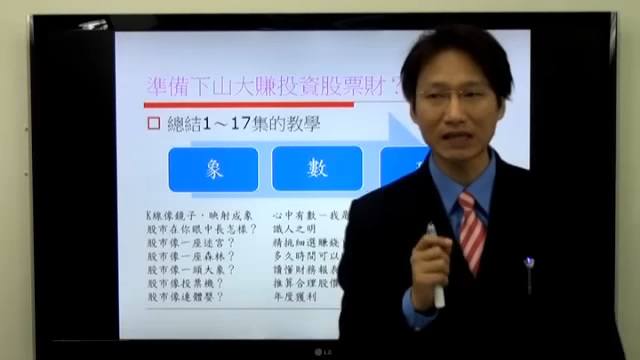 準備下山大賺投資股票財？
總結1～17集的教學
象
數
K線像鏡子，映射成象
股市在你眼中長怎樣？
股市像一座迷宮？
股市像一座森林？
股市像一頭大象？
股市像投票機？
股市像連體嬰？
心中有數－我是
識人之明
精挑細選賺錢
多久時間可以
讀懂財務報表
推算合理股價
年度獲利
LG